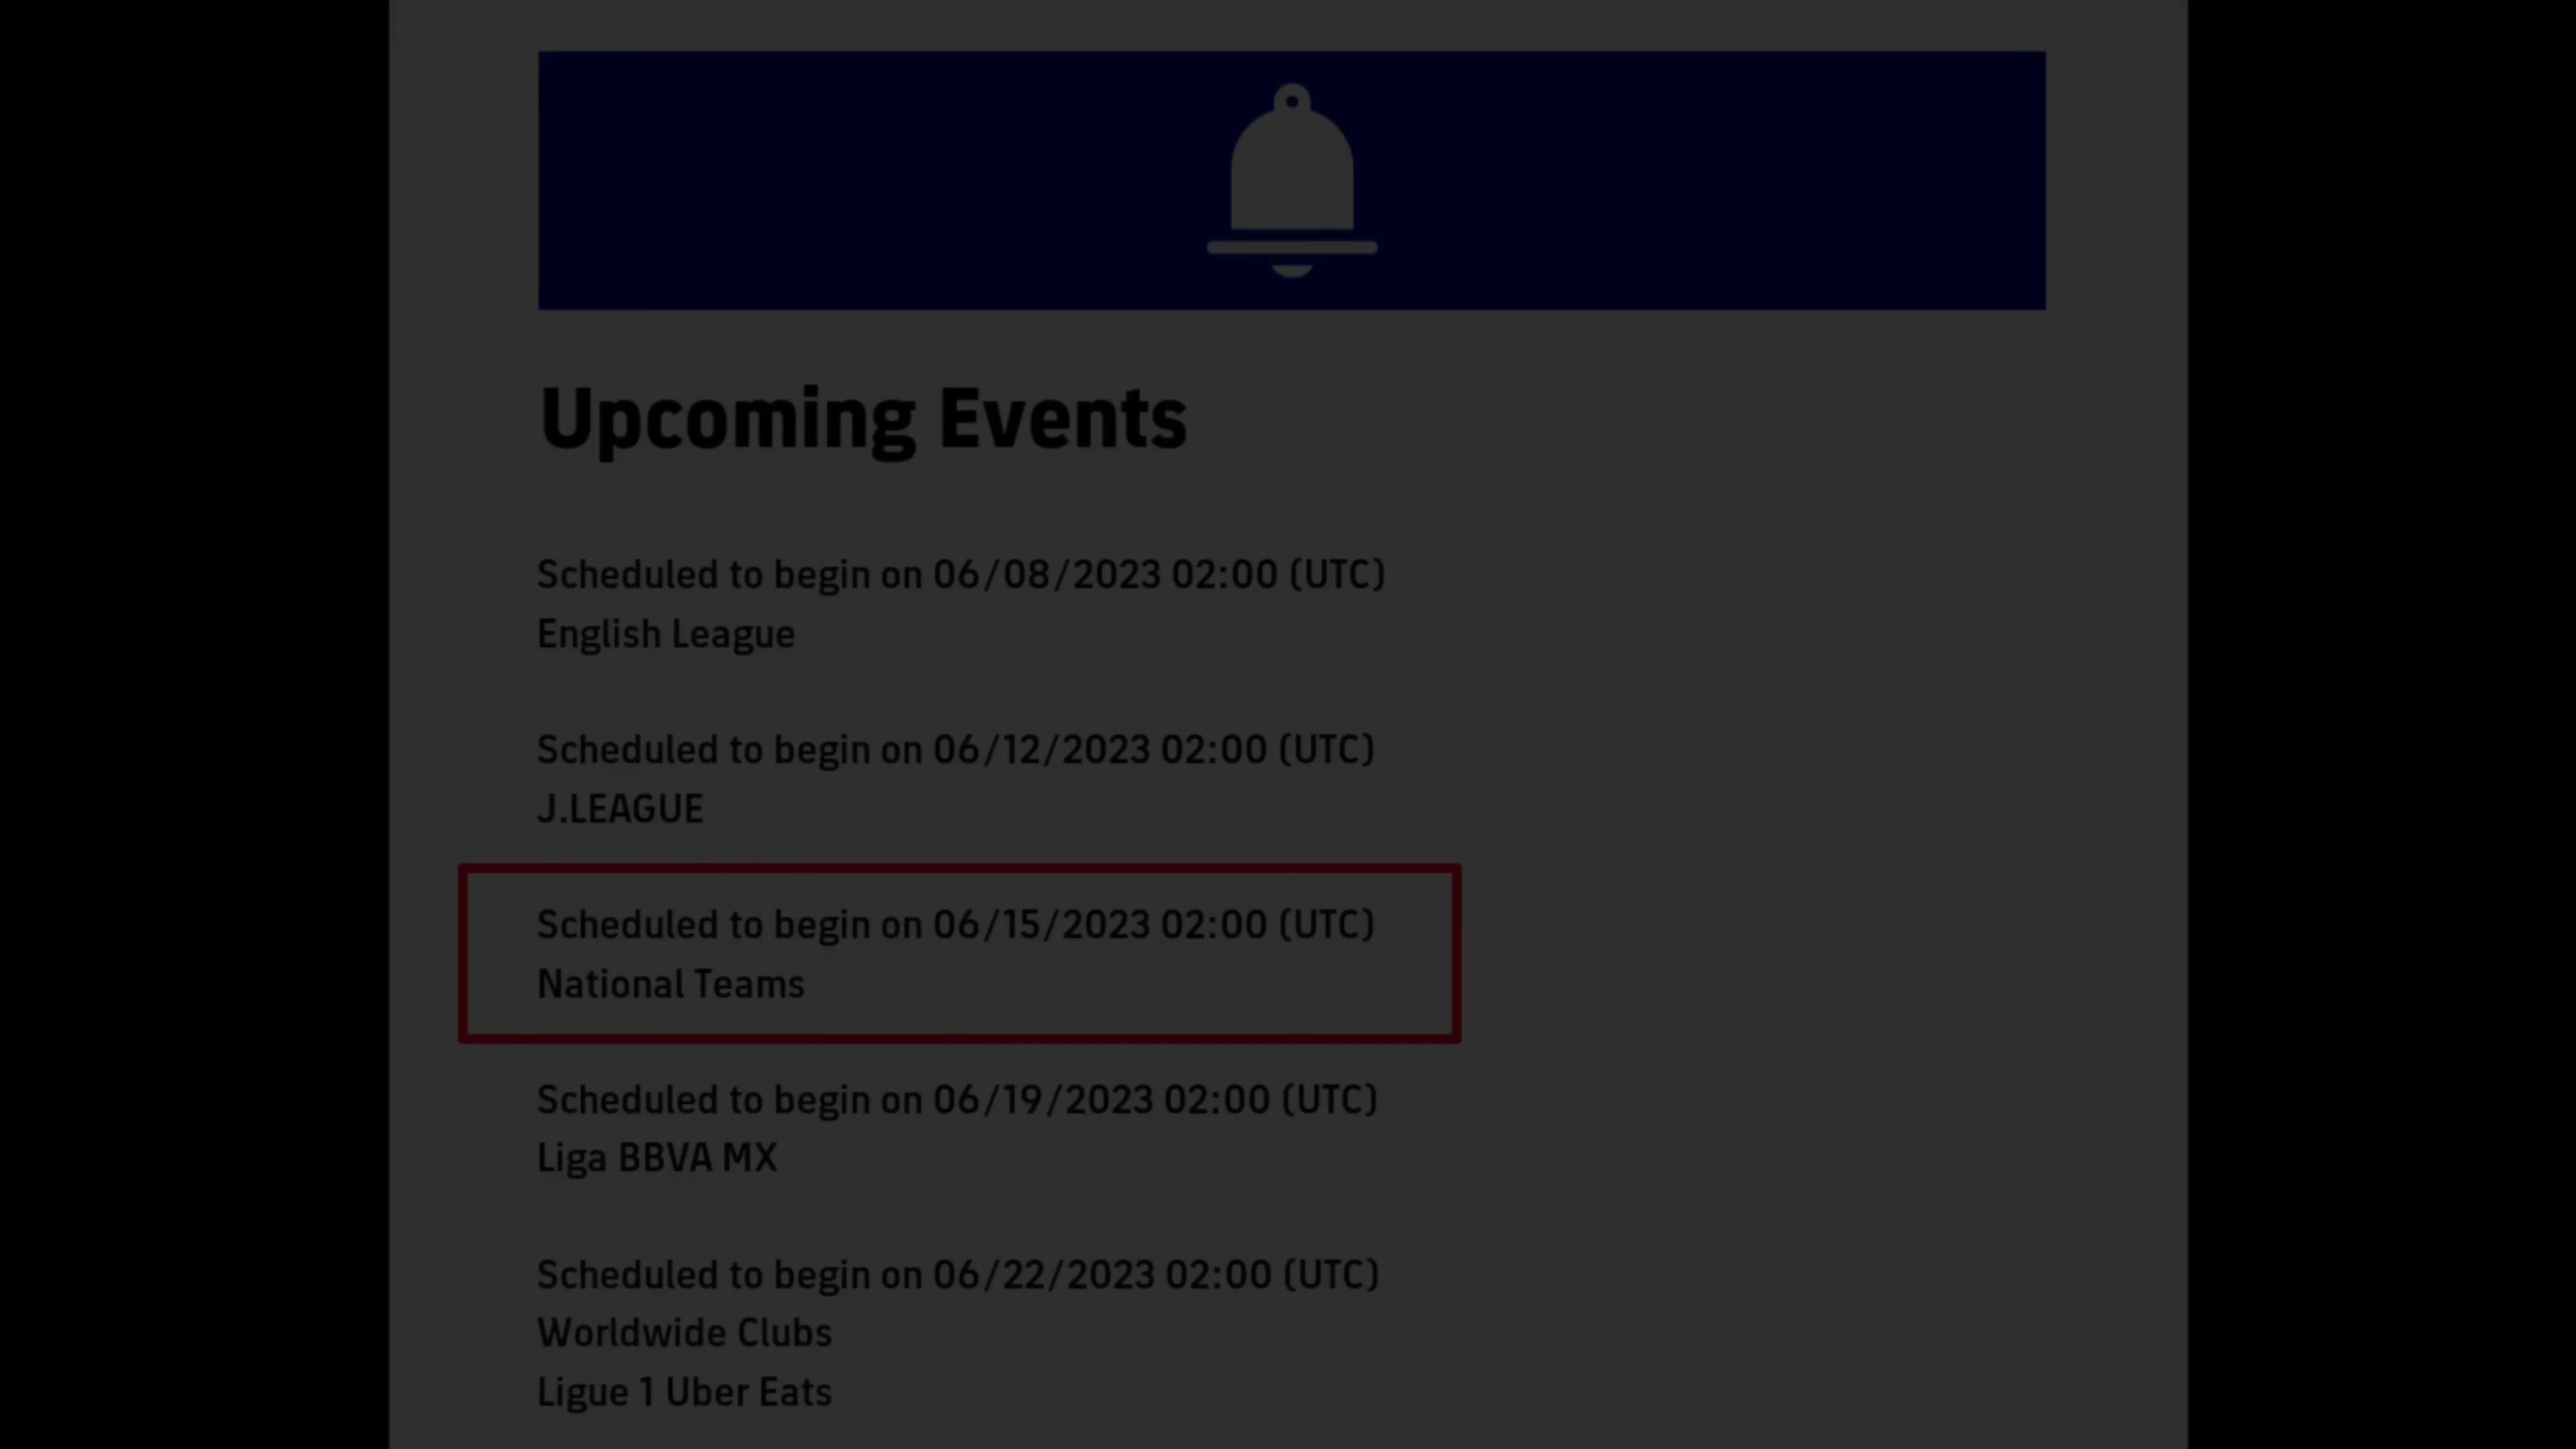 Upcoming Events
Scheduled to begin on 06/08/2023 02:00 (UTC)
English League
Scheduled to begin on 06/12/2023 02:00 (UTC)
J.LEAGUE
Scheduled to begin on 06/15/2023 02:00 (UTC)
National Teams
Scheduled to begin on 06/19/2023 02:00 (UTC)
Liga BBVA MX
Scheduled to begin on 06/22/2023 02:00 (UTC)
Worldwide Clubs
Ligue 1 Uber Eats